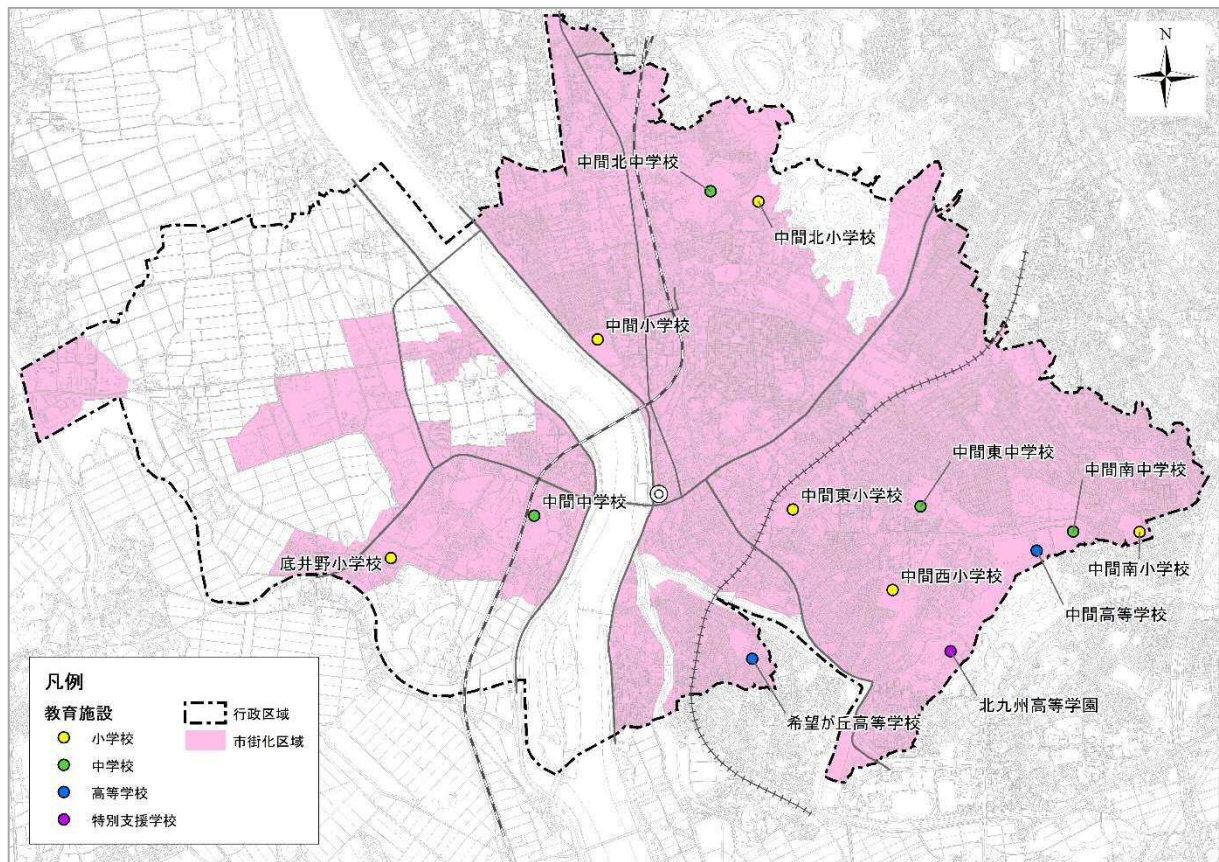 N
中間北中学校
中間北小学校
中間小学校
中間東中学校
中間南中学校
中間東小学校
中間中学校
底井野小学校
中間西小学校
中間南小学校
中間高等学校
北九州高等学園
希望が丘高等学校
凡例
教育施設
小学校
中学校
高等学校
特別支援学校
行政区域
市街化区域